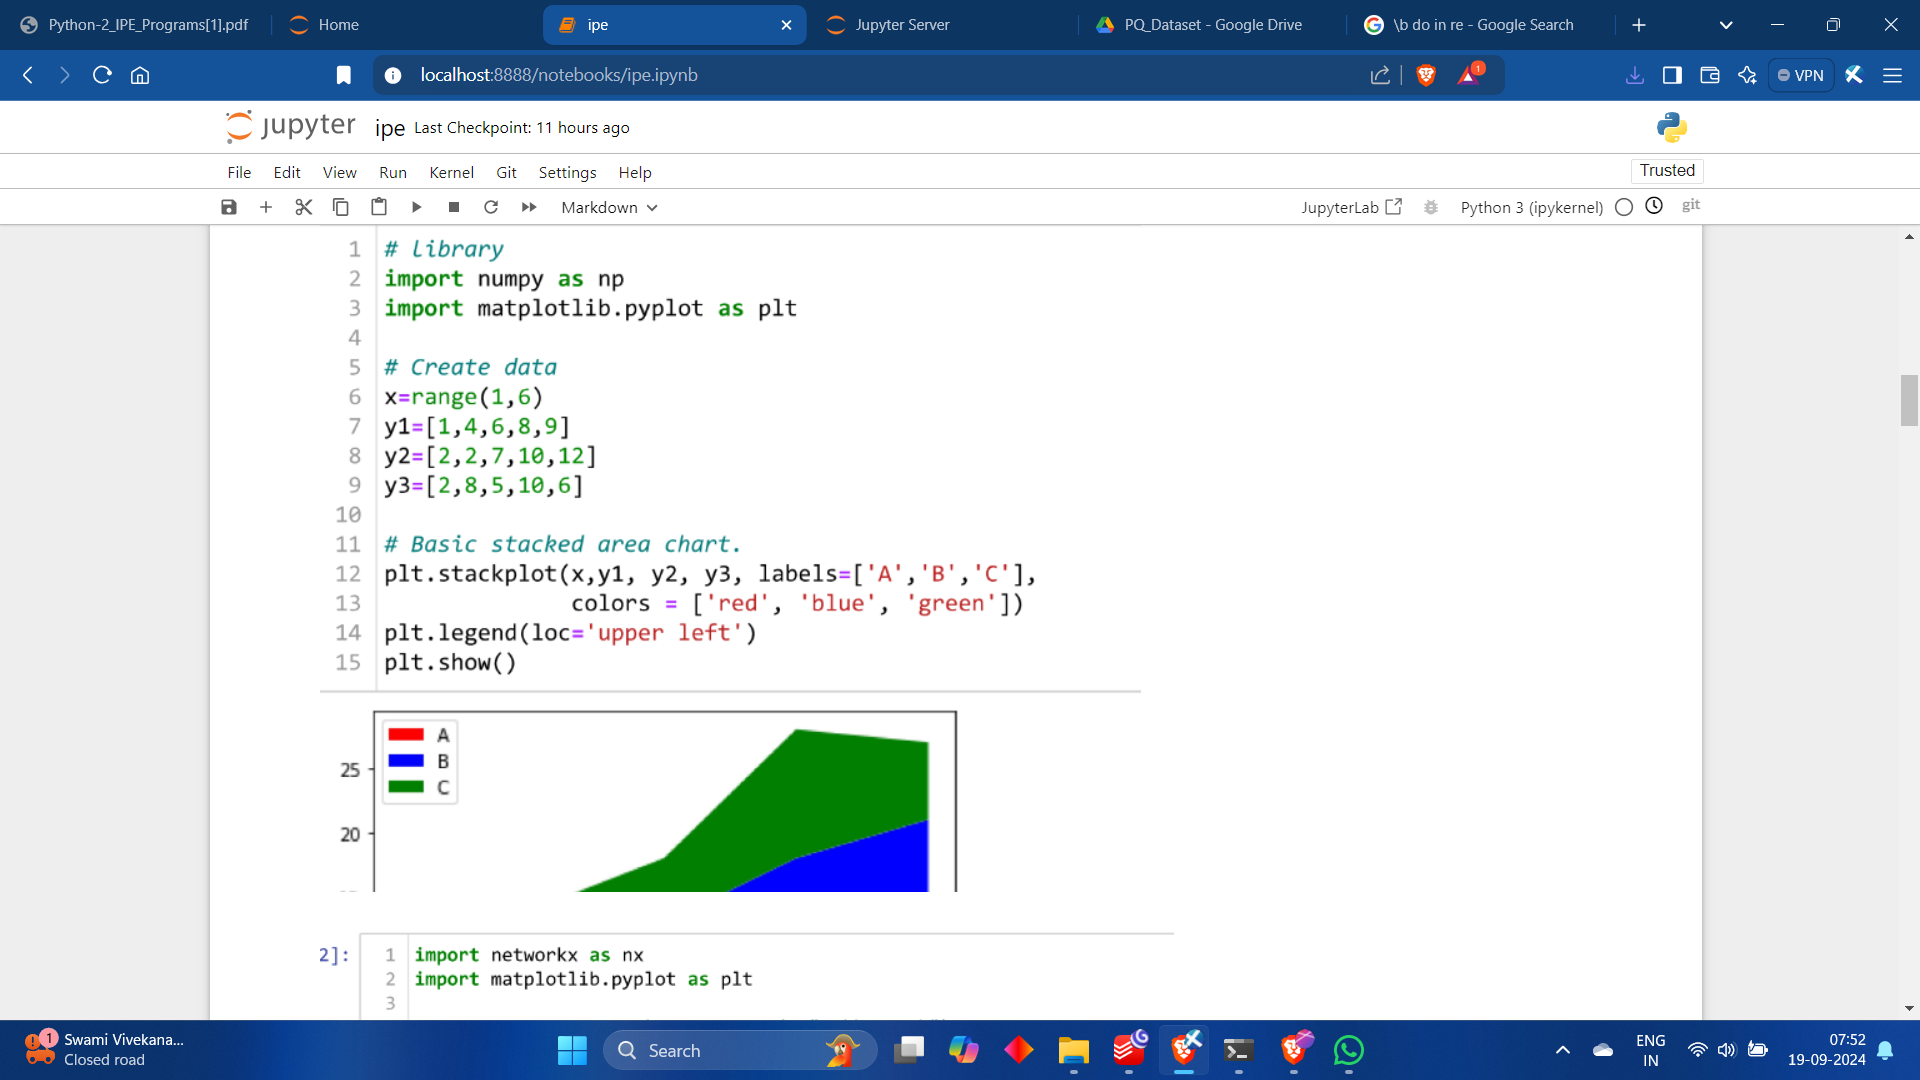 Python-2_IPE_Programs[1].pdf
Home
ipe
Jupyter Server
PQ_Dataset - Google Drive
\b do in re - Google Search
localhost:8888/notebooks/ipe.ipynb
1
VPN
jupyter ipe Last Checkpoint: 11 hours ago
File Edit View Run Kernel Git Settings Help
Trusted
Markdown
JupyterLab
Python 3 (ipykernel)
git
1 # library
2 import numpy as np
3 import matplotlib.pyplot as plt
4
5 # Create data
6 x=range(1,6)
7 y1=[1,4,6,8,9]
8 y2=[2,2,7,10,12]
9 y3=[2,8,5,10,6]
10
11 # Basic stacked area chart.
12 plt.stackplot(x,y1, y2, y3, labels=['A','B','C'],
13 colors = ['red', 'blue', 'green'])
14 plt.legend(loc='upper left')
15 plt.show()
A
B
C
25
20
2]:
1 import networkx as nx
2 import matplotlib.pyplot as plt
3
1
Swami Vivekana...
Closed road
Search
ENG
IN
07:52
19-09-2024